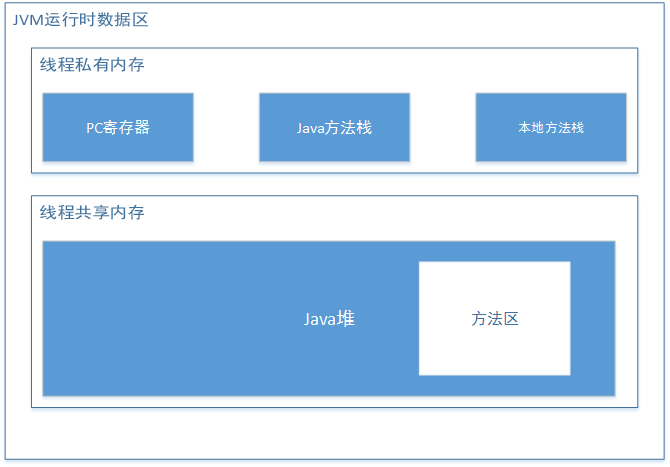 JVM运行时数据区
线程私有内存
PC寄存器
Java方法栈
本地方法栈
线程共享内存
Java堆
方法区